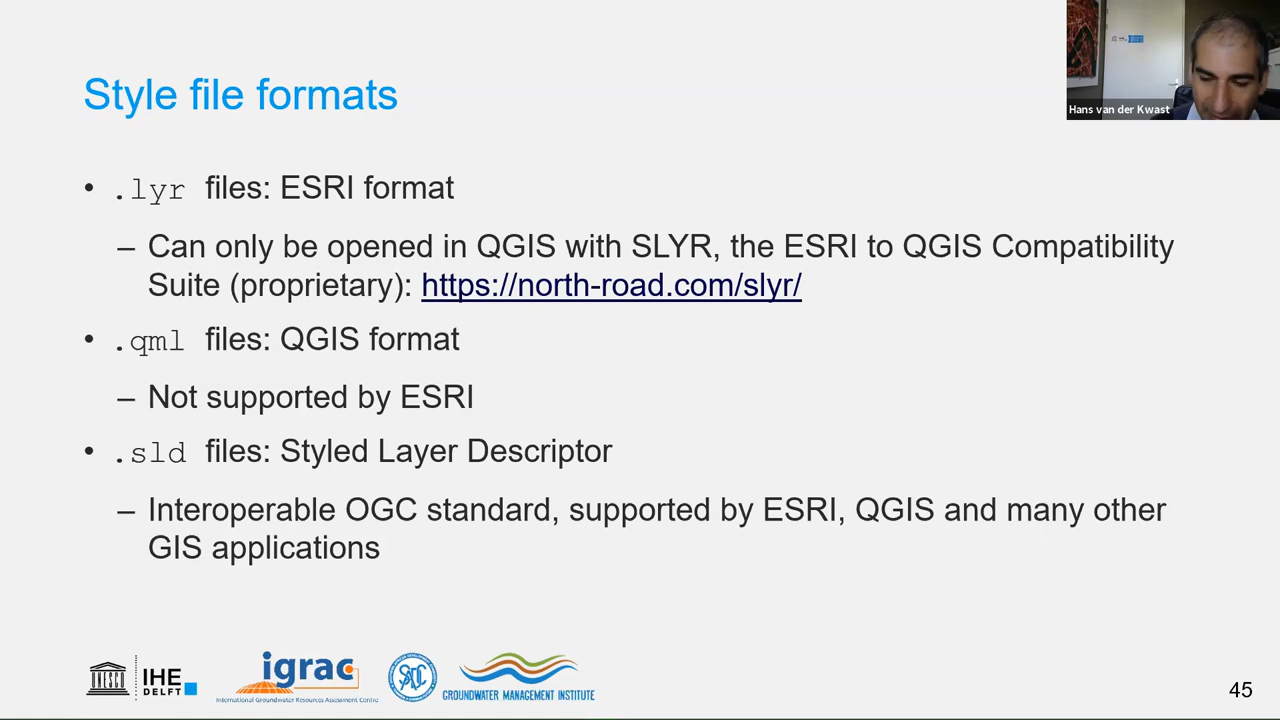 Style file formats
Hans van der Kwast
• .lyr files: ESRI format
– Can only be opened in QGIS with SLYR, the ESRI to QGIS Compatibility
Suite (proprietary): https://north-road.com/slyr/
• .qml files: QGIS format
– Not supported by ESRI
• .sld files: Styled Layer Descriptor
– Interoperable OGC standard, supported by ESRI, QGIS and many other
GIS applications
UNESCO
IHE
DELFT
igrac
International Groundwater Resources Assessment Centre
GROUNDWATER MANAGEMENT INSTITUTE
45